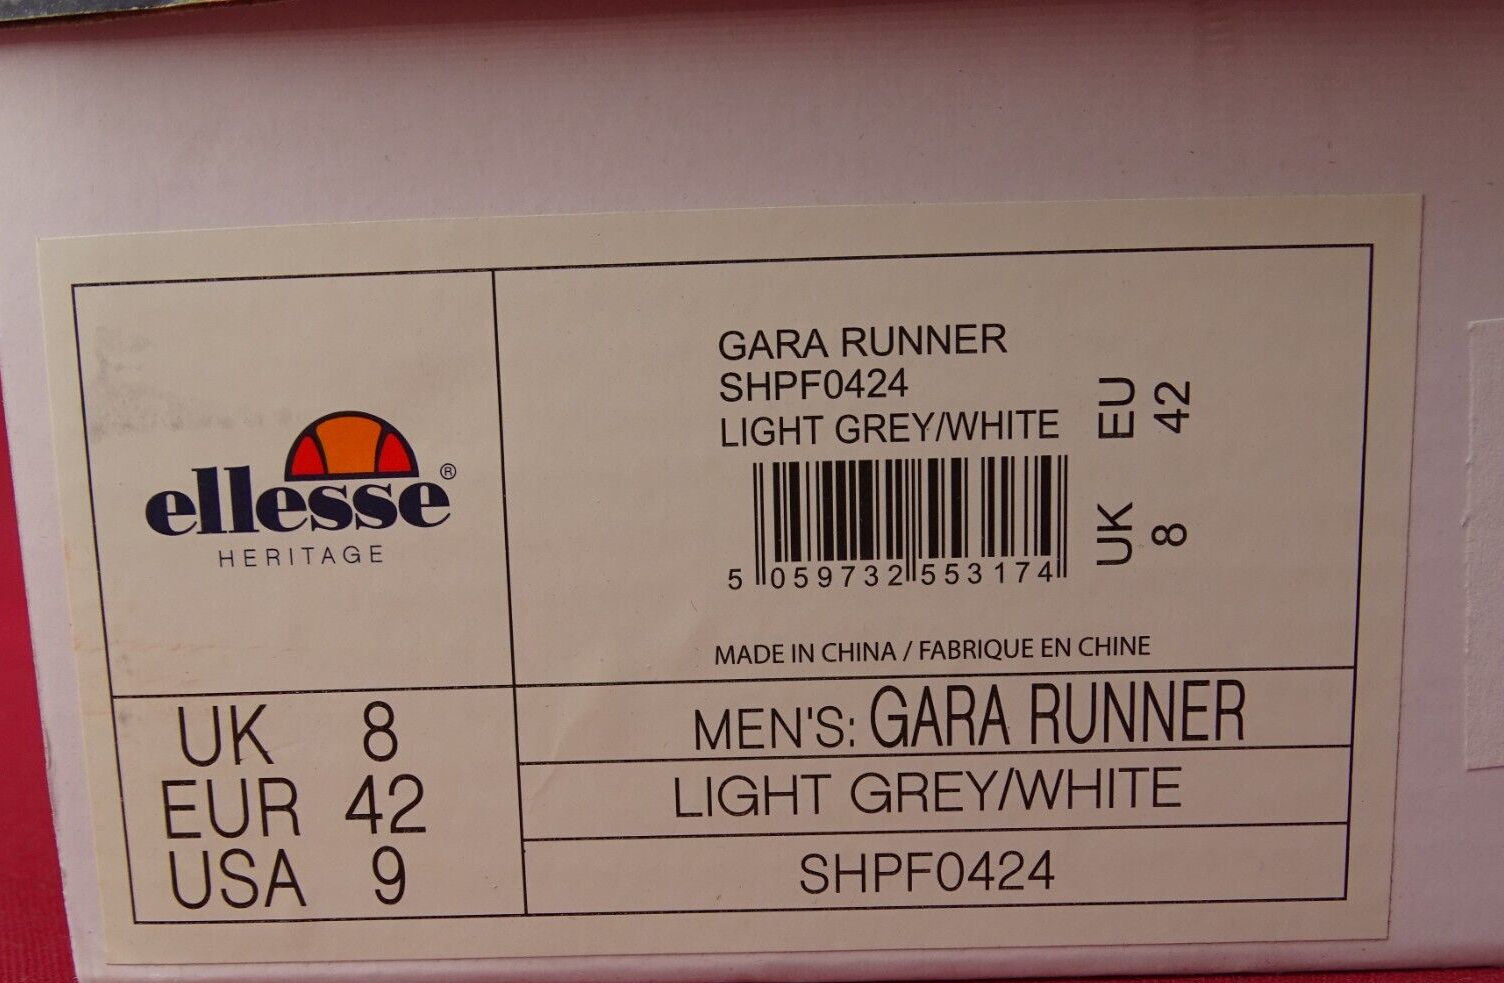 ellesse®
HERITAGE
GARA RUNNER
SHPF0424
LIGHT GREY/WHITE
EU 42
UK 8
5 059732 553174
MADE IN CHINA / FABRIQUE EN CHINE
UK 8
EUR 42
USA 9
MEN'S: GARA RUNNER
LIGHT GREY/WHITE
SHPF0424